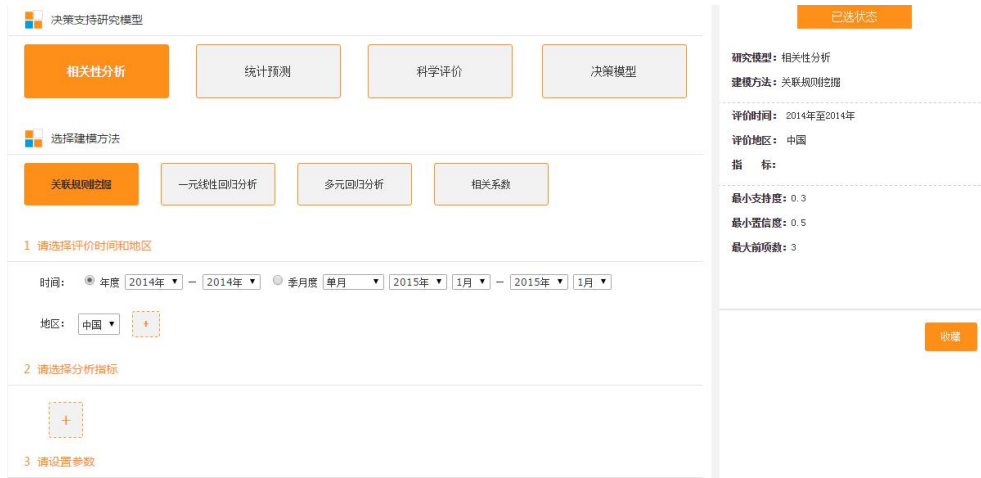 决策支持研究模型
相关性分析 统计预测 科学评价 决策模型
选择建模方法
关联规则挖掘 一元线性回归分析 多元回归分析 相关系数
1 请选择评价时间和地区
时间： 年度 2014年 ▼ — 2014年 ▼ 季月度 单月 ▼ 2015年 ▼ 1月 ▼ — 2015年 ▼ 1月 ▼
地区： 中国 ▼ +
2 请选择分析指标
+
3 请设置参数
已选状态
研究模型：相关性分析
建模方法：关联规则挖掘
评价时间： 2014年至2014年
评价地区： 中国
指 标：
最小支持度：0.3
最小置信度：0.5
最大前项数：3
收藏